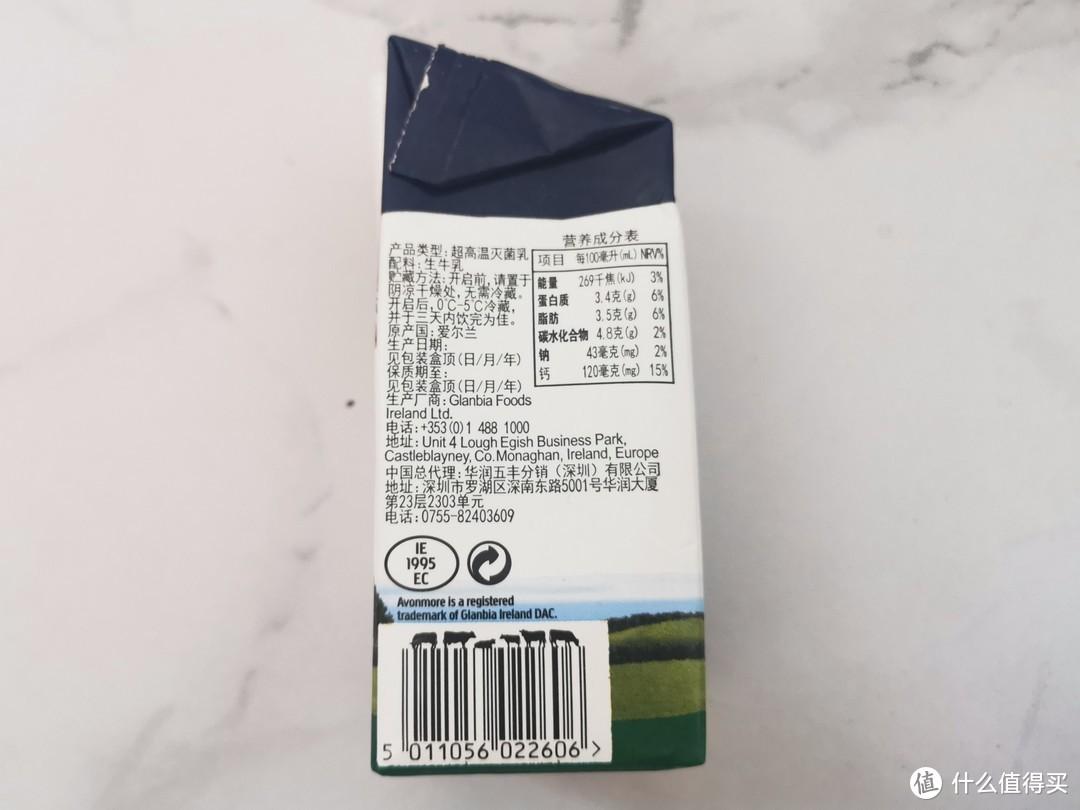 产品类型:超高温灭菌乳
配料:生牛乳
贮藏方法:开启前,请置于
阴凉干燥处,无需冷藏。
开启后,0℃-5℃冷藏,
并于三天内饮完为佳。
原产国:爱尔兰
生产日期:
见包装盒顶(日/月/年)
保质期至:
见包装盒顶(日/月/年)
生产厂商:Glanbia Foods
Ireland Ltd.
电话:+353(0)1 488 1000
地址:Unit 4 Lough Egish Business Park,
Castleblayney, Co. Monaghan, Ireland, Europe
中国总代理:华润五丰分销(深圳)有限公司
地址:深圳市罗湖区深南东路5001号华润大厦
第23层2303单元
电话:0755-82403609
营养成分表
项目 每100毫升(mL) NRV%
能量 269千焦(kJ) 3%
蛋白质 3.4克(g) 6%
脂肪 3.5克(g) 6%
碳水化合物 4.8克(g) 2%
钠 43毫克(mg) 2%
钙 120毫克(mg) 15%
IE
1995
EC
Avonmore is a registered
trademark of Glanbia Ireland DAC.
5 011056 022606 >
值 什么值得买